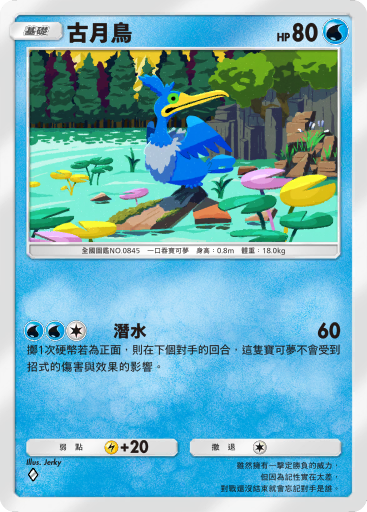 基礎
古月鳥 HP 80
全國圖鑑NO.0845 一口吞寶可夢 身高：0.8m 體重：18.0kg
潛水 60
擲1次硬幣若為正面，則在下個對手的回合，這隻寶可夢不會受到
招式的傷害與效果的影響。
弱點 +20 撤退
Illus. Jerky
雖然擁有一擊定勝負的威力，
但因為記性實在太差，
對戰還沒結束就會忘記對手是誰。